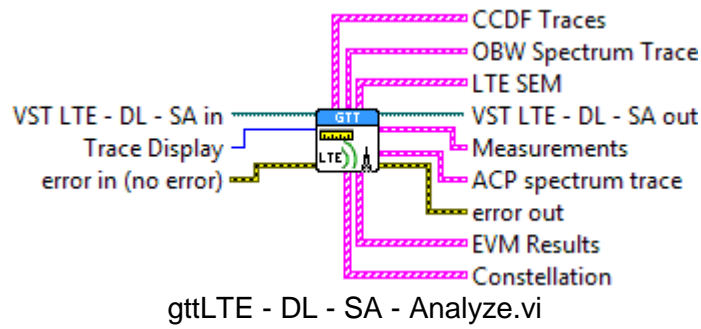 CCDF Traces
OBW Spectrum Trace
LTE SEM
VST LTE - DL - SA in
GTT
VST LTE - DL - SA out
Trace Display
LTE
Measurements
error in (no error)
ACP spectrum trace
error out
EVM Results
Constellation
gttLTE - DL - SA - Analyze.vi